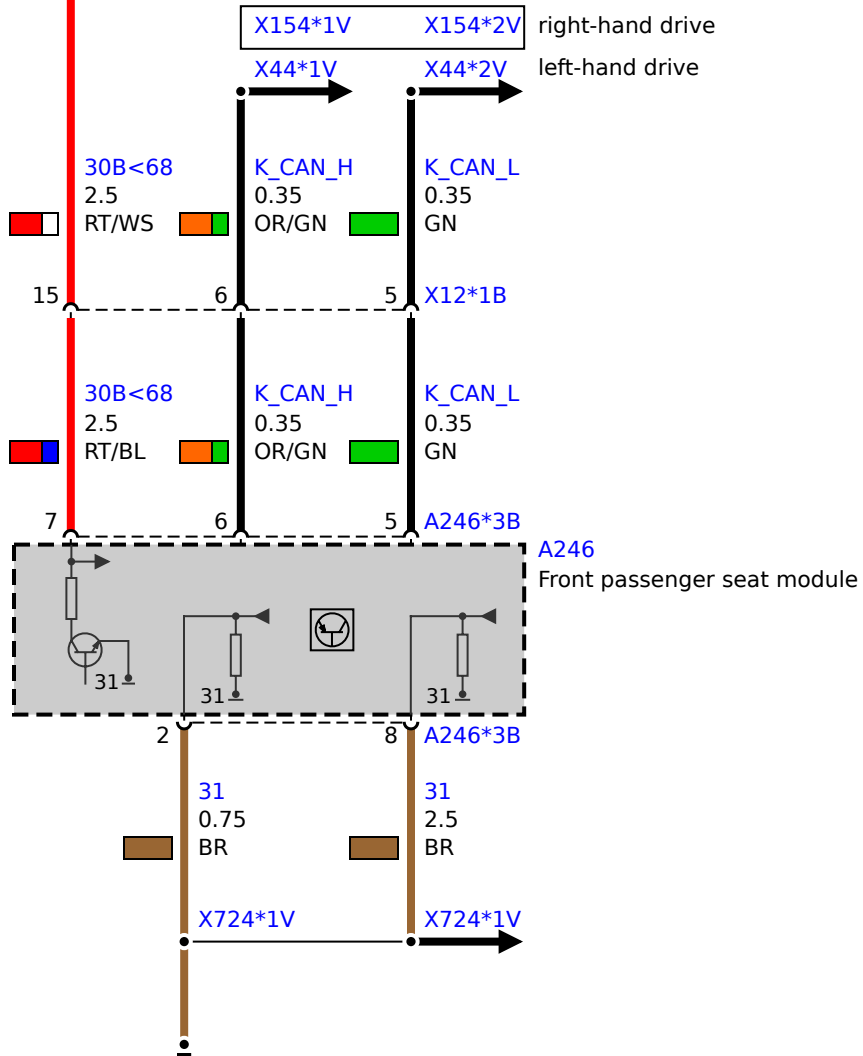 X154*1V X154*2V right-hand drive
X44*1V X44*2V left-hand drive
30B<68 K_CAN_H K_CAN_L
2.5 0.35 0.35
RT/WS OR/GN GN
15 6 5 X12*1B
30B<68 K_CAN_H K_CAN_L
2.5 0.35 0.35
RT/BL OR/GN GN
7 6 5 A246*3B
A246
Front passenger seat module
31 31 31
2 8 A246*3B
31 31
0.75 2.5
BR BR
X724*1V X724*1V